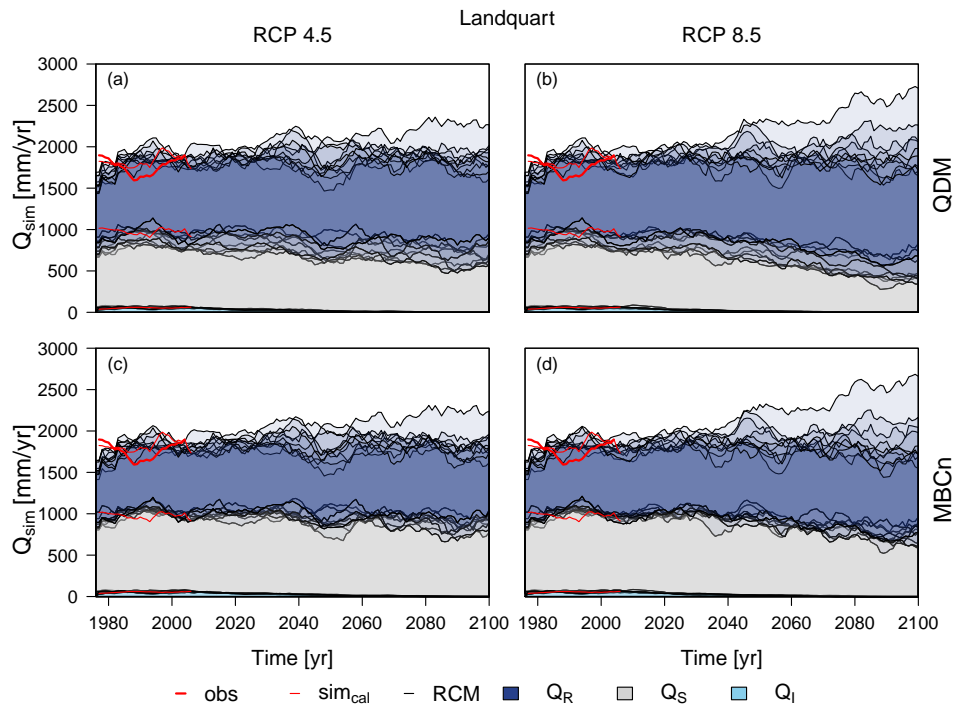 Landquart
RCP 4.5
RCP 8.5
(a)
(b)
3000
2500
2000
1500
1000
500
0
Qsim [mm/yr]
QDM
(c)
(d)
3000
2500
2000
1500
1000
500
0
Qsim [mm/yr]
MBCn
1980 2000 2020 2040 2060 2080 2100
1980 2000 2020 2040 2060 2080 2100
Time [yr]
Time [yr]
obs simcal RCM QR QS QI